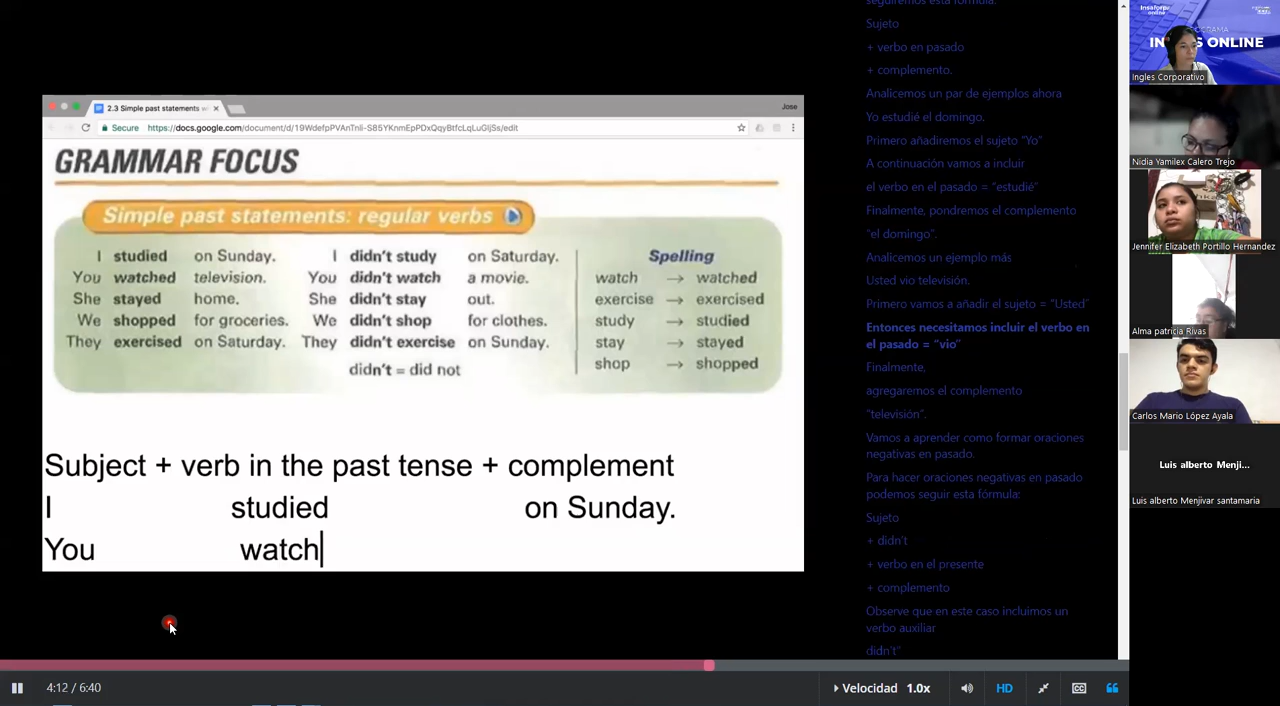 2.3 Simple past statements w
Jose
Secure
https://docs.google.com/document/d/19WdefpPVAnTnli-S85YKnmEpPDxQqyBtfcLqLuGljSs/edit
GRAMMAR FOCUS
Simple past statements: regular verbs
I studied on Sunday. I didn't study on Saturday. Spelling
You watched television. You didn't watch a movie. watch → watched
She stayed home. She didn't stay out. exercise → exercised
We shopped for groceries. We didn't shop for clothes. study → studied
They exercised on Saturday. They didn't exercise on Sunday. stay → stayed
didn't = did not shop → shopped
Subject + verb in the past tense + complement
I studied on Sunday.
You watch
4:12 / 6:40
seguiremos esta fórmula:
Sujeto
+ verbo en pasado
+ complemento.
Analicemos un par de ejemplos ahora
Yo estudié el domingo.
Primero añadiremos el sujeto "Yo"
A continuación vamos a incluir
el verbo en el pasado = "estudié"
Finalmente, pondremos el complemento
"el domingo".
Analicemos un ejemplo más
Usted vio televisión,
Primero vamos a añadir el sujeto = "Usted"
Entonces necesitamos incluir el verbo en
el pasado = "vio"
Finalmente,
agregaremos el complemento
"televisión".
Vamos a aprender como formar oraciones
negativas en pasado.
Para hacer oraciones negativas en pasado
podemos seguir esta fórmula:
Sujeto
+ didn't
+ verbo en el presente
+ complemento
Observe que en este caso incluimos un
verbo auxiliar
didn't"
Velocidad 1.0x
HD
CC
ONLINE
Ingles Corporativo
Nidia Yamilex Calero Trejo
Jennifer Elizabeth Portillo Hernandez
Alma patricia Rivas
Carlos Mario López Ayala
Luis alberto Menji...
Luis alberto Menjivar santamaria